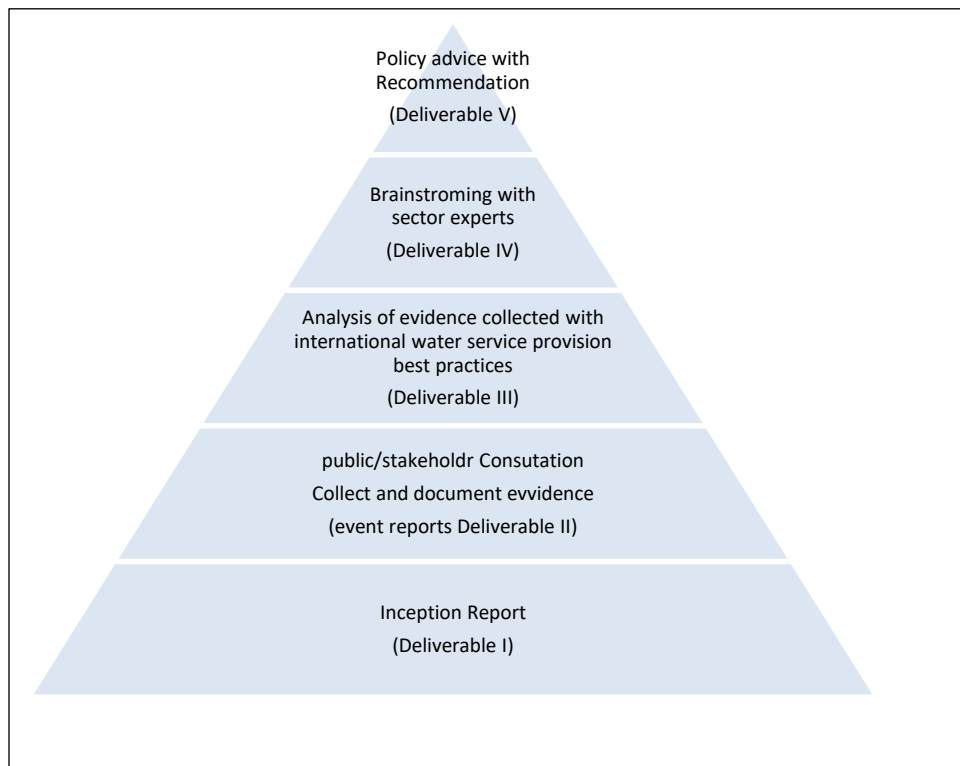 Policy advice with
Recommendation
(Deliverable V)
Brainstroming with
sector experts
(Deliverable IV)
Analysis of evidence collected with
international water service provision
best practices
(Deliverable III)
public/stakeholdr Consutation
Collect and document evvidence
(event reports Deliverable II)
Inception Report
(Deliverable I)